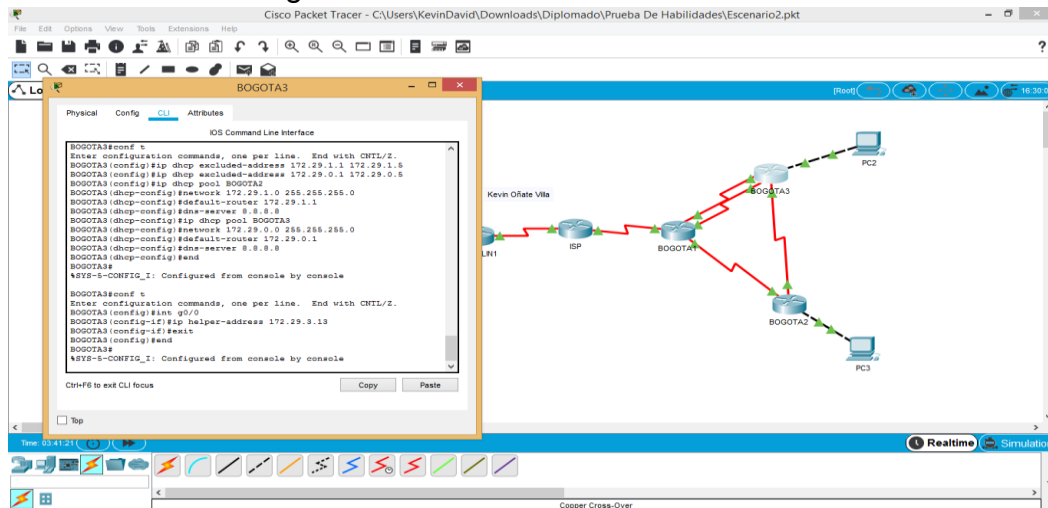 Cisco Packet Tracer - C:\Users\KevinDavid\Downloads\Diplomado\Prueba De Habilidades\Escenario2.pkt
File Edit Options View Tools Extensions Help
?
BOGOTA3
Lo
[Root]
16:30:0
Physical Config CLI Attributes
IOS Command Line Interface
BOGOTA3#conf t
Enter configuration commands, one per line. End with CNTL/Z.
BOGOTA3(config)#ip dhcp excluded-address 172.29.1.1 172.29.1.5
BOGOTA3(config)#ip dhcp excluded-address 172.29.0.1 172.29.0.5
BOGOTA3(config)#ip dhcp pool BOGOTA2
BOGOTA3(dhcp-config)#network 172.29.1.0 255.255.255.0
BOGOTA3(dhcp-config)#default-router 172.29.1.1
BOGOTA3(dhcp-config)#dns-server 8.8.8.8
BOGOTA3(dhcp-config)#ip dhcp pool BOGOTA3
BOGOTA3(dhcp-config)#network 172.29.0.0 255.255.255.0
BOGOTA3(dhcp-config)#default-router 172.29.0.1
BOGOTA3(dhcp-config)#dns-server 8.8.8.8
BOGOTA3(dhcp-config)#end
BOGOTA3#
%SYS-5-CONFIG_I: Configured from console by console
BOGOTA3#conf t
Enter configuration commands, one per line. End with CNTL/Z.
BOGOTA3(config)#int g0/0
BOGOTA3(config-if)#ip helper-address 172.29.3.13
BOGOTA3(config-if)#exit
BOGOTA3(config)#end
BOGOTA3#
%SYS-5-CONFIG_I: Configured from console by console
Ctrl+F6 to exit CLI focus
Copy Paste
Top
Kevin Oñate Villa
PC2
BOGOTA3
LIN1
ISP
BOGOTA1
BOGOTA2
PC3
Time: 03:41:21
Realtime
Simulation
Copper Cross-Over